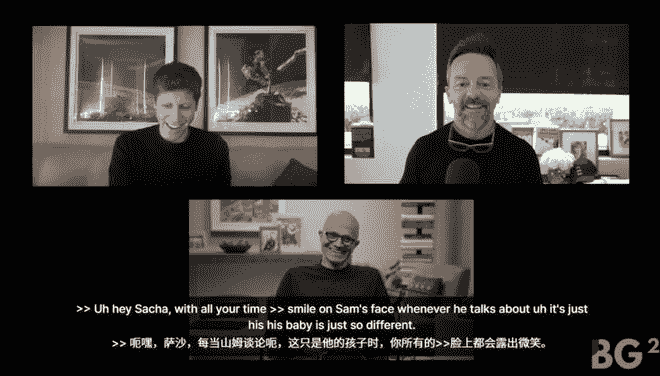 >> Uh hey Sacha, with all your time >> smile on Sam's face whenever he talks about uh it's just
his his baby is just so different.
>> 呃嘿，萨沙，每当山姆谈论呃，这只是他的孩子时，你所有的>>脸上都会露出微笑。
BG2